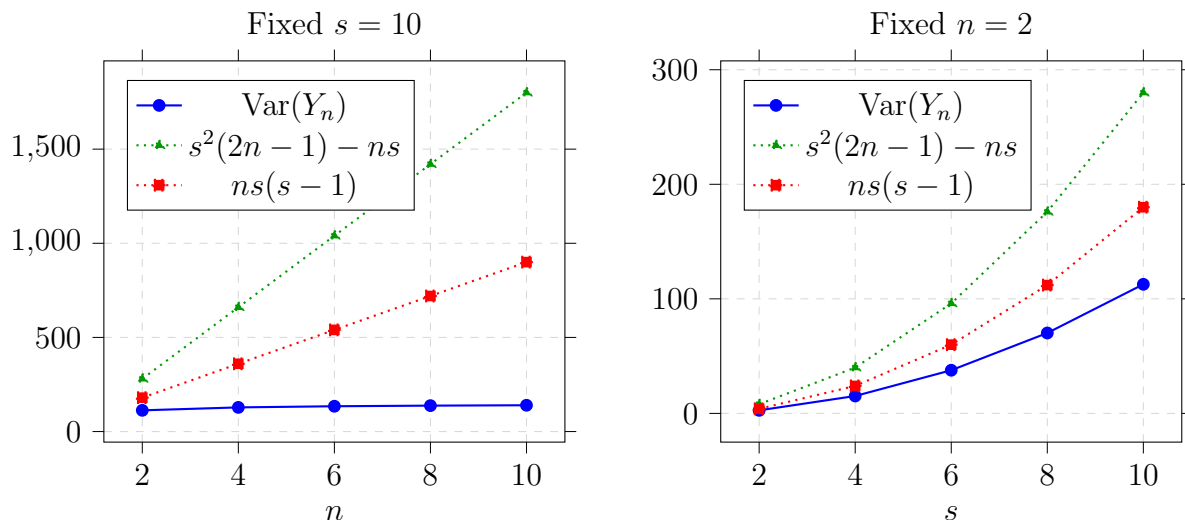 Fixed s = 10
Var(Y_n)
s^2(2n − 1) − ns
ns(s − 1)
1,500
1,000
500
0
2 4 6 8 10
n
Fixed n = 2
Var(Y_n)
s^2(2n − 1) − ns
ns(s − 1)
300
200
100
0
2 4 6 8 10
s